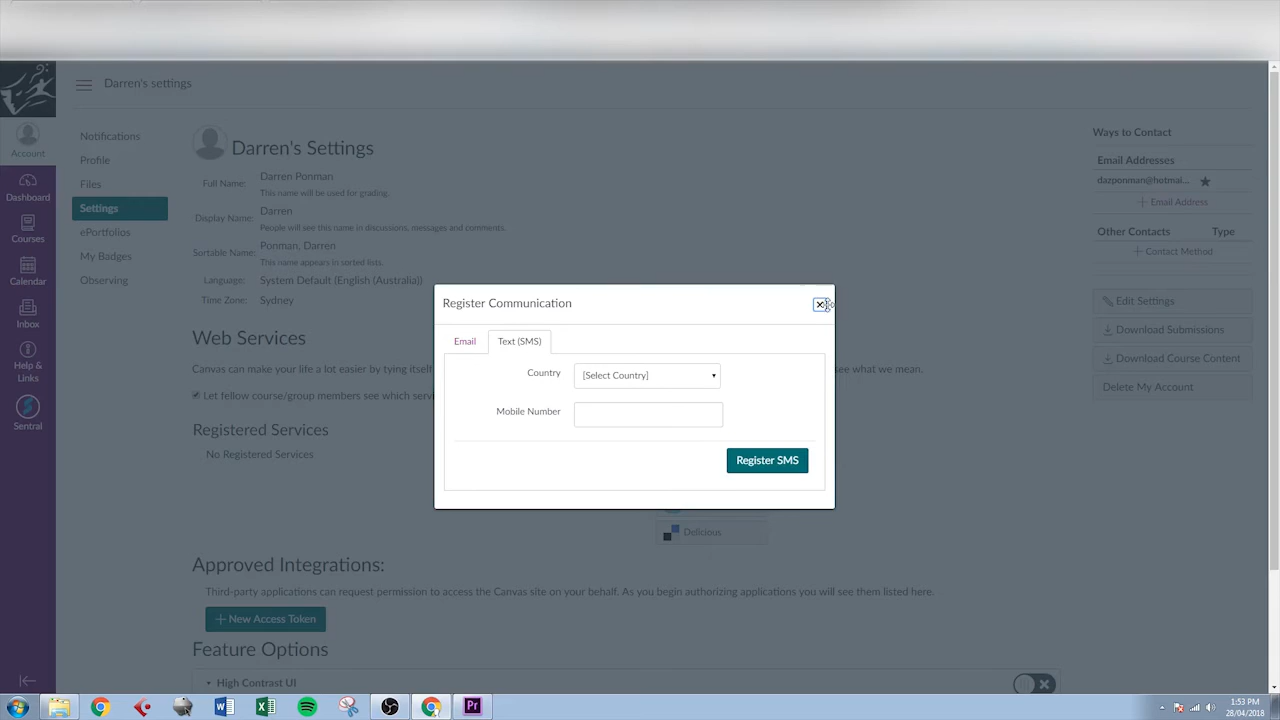 Darren's settings
Account
Dashboard
Courses
Calendar
Inbox
Help &
Links
Sentral
Notifications
Profile
Files
Settings
ePortfolios
My Badges
Observing
Darren's Settings
Full Name:
Darren Ponman
This name will be used for grading.
Display Name:
Darren
People will see this name in discussions, messages and comments.
Sortable Name:
Ponman, Darren
This name appears in sorted lists.
Language:
System Default (English (Australia))
Time Zone:
Sydney
Web Services
Canvas can make your life a lot easier by tying itself
see what we mean.
Let fellow course/group members see which serv
Registered Services
No Registered Services
Delicious
Approved Integrations:
Third-party applications can request permission to access the Canvas site on your behalf. As you begin authorizing applications you will see them listed here.
New Access Token
Feature Options
High Contrast UI
Register Communication
Email
Text (SMS)
Country
[Select Country]
Mobile Number
Register SMS
Ways to Contact
Email Addresses
dazponman@hotmai...
Email Address
Other Contacts
Type
Contact Method
Edit Settings
Download Submissions
Download Course Content
Delete My Account
Pr
1:53 PM
28/04/2018